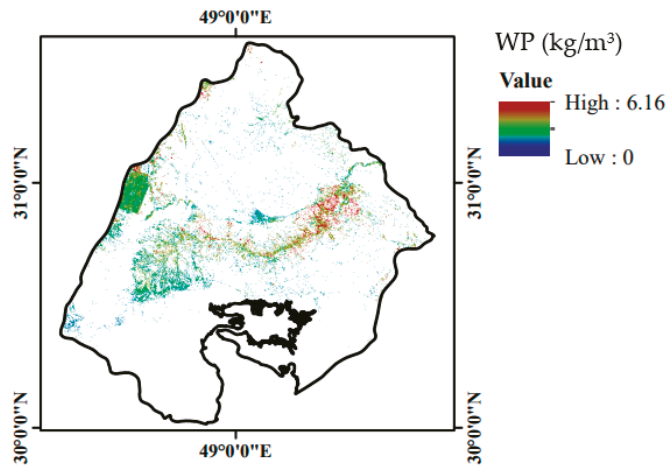 49°0'0"E
WP (kg/m³)
Value
High : 6.16
Low : 0
31°0'0"N
31°0'0"N
30°0'0"N
30°0'0"N
49°0'0"E